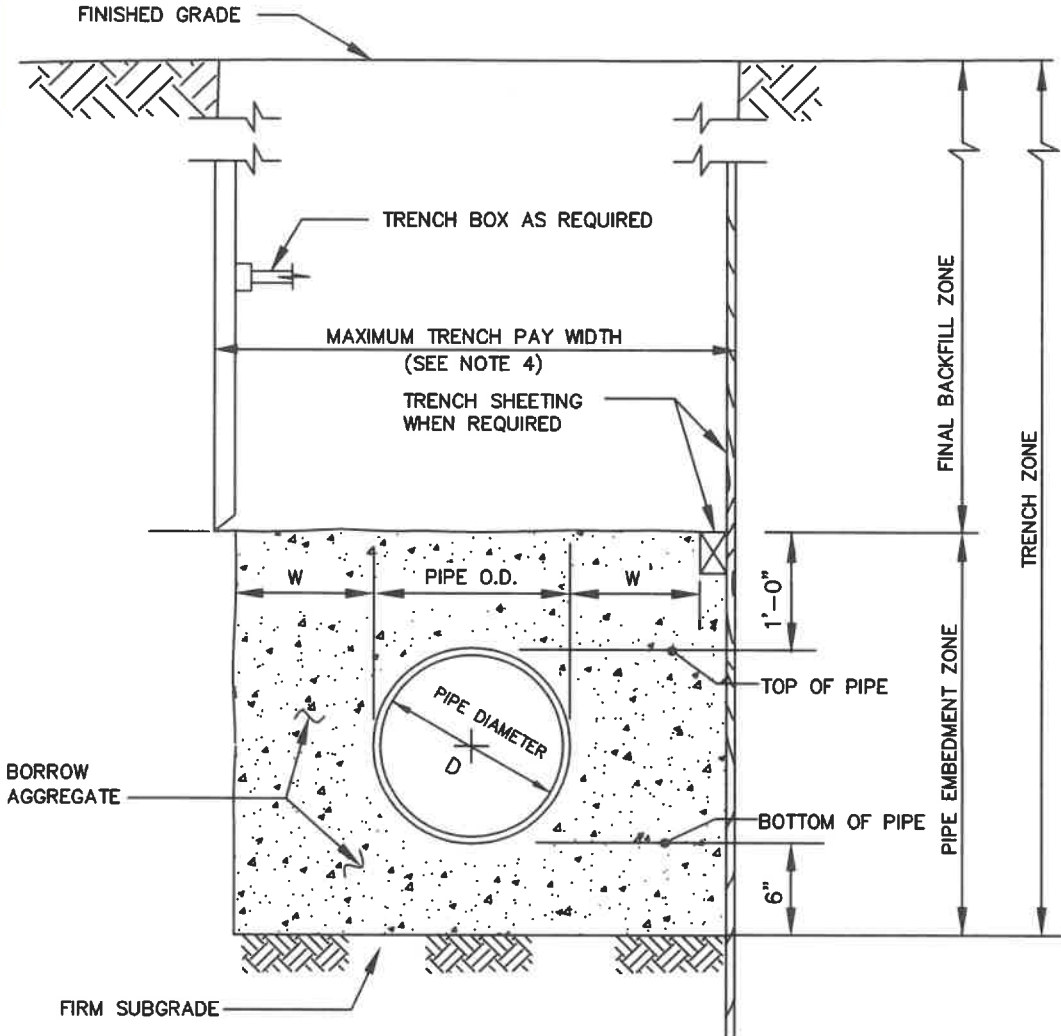 FINISHED GRADE
TRENCH BOX AS REQUIRED
MAXIMUM TRENCH PAY WIDTH
(SEE NOTE 4)
TRENCH SHEETING
WHEN REQUIRED
FINAL BACKFILL ZONE
TRENCH ZONE
W
PIPE O.D.
W
1'-0"
TOP OF PIPE
PIPE DIAMETER
D
BORROW
AGGREGATE
BOTTOM OF PIPE
PIPE EMBEDMENT ZONE
6"
FIRM SUBGRADE